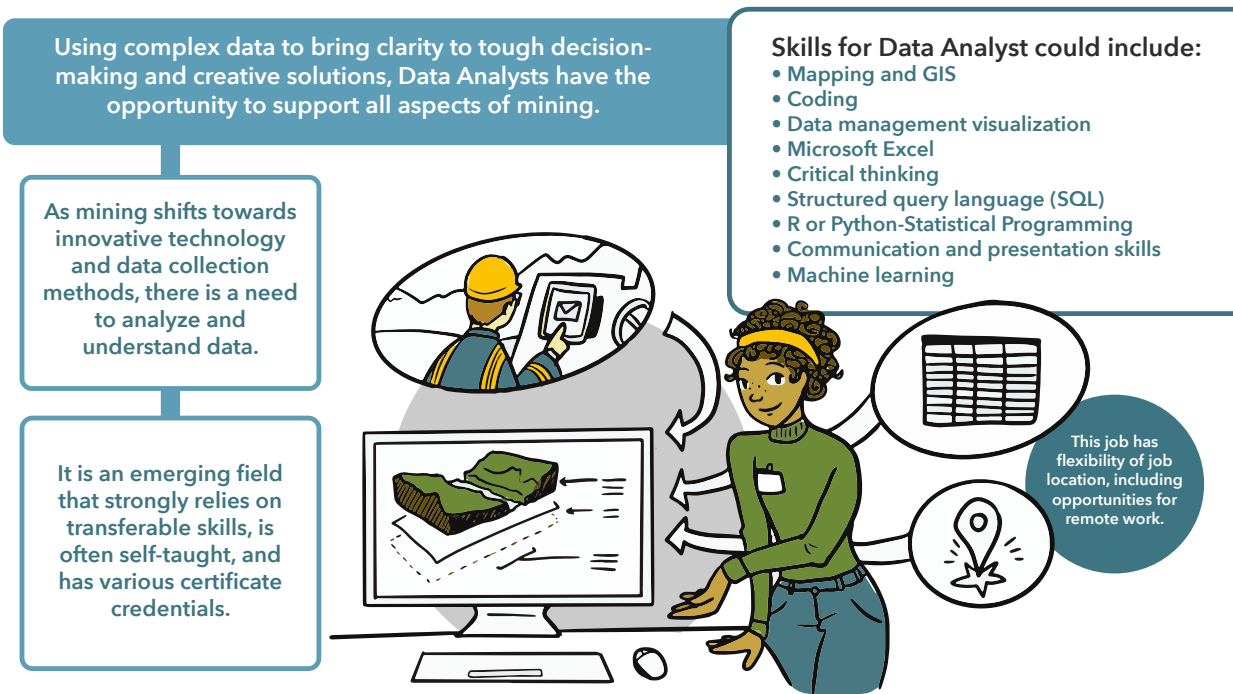 Using complex data to bring clarity to tough decision-
making and creative solutions, Data Analysts have the
opportunity to support all aspects of mining.
Skills for Data Analyst could include:
• Mapping and GIS
• Coding
• Data management visualization
• Microsoft Excel
• Critical thinking
• Structured query language (SQL)
• R or Python-Statistical Programming
• Communication and presentation skills
• Machine learning
As mining shifts towards
innovative technology
and data collection
methods, there is a need
to analyze and
understand data.
It is an emerging field
that strongly relies on
transferable skills, is
often self-taught, and
has various certificate
credentials.
This job has
flexibility of job
location, including
opportunities for
remote work.